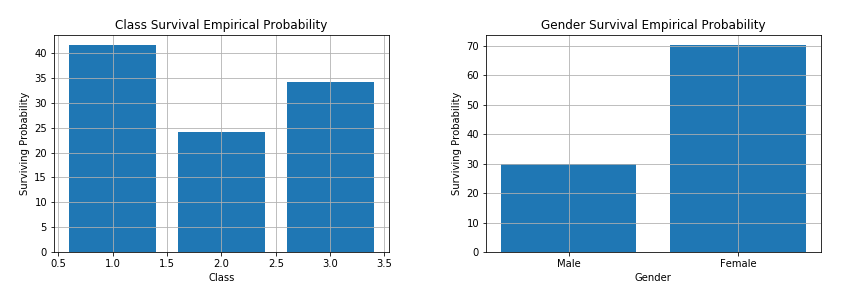 Class Survival Empirical Probability
Surviving Probability
40
35
30
25
20
15
10
5
0
0.5 1.0 1.5 2.0 2.5 3.0 3.5
Class
Gender Survival Empirical Probability
Surviving Probability
70
60
50
40
30
20
10
0
Male Female
Gender